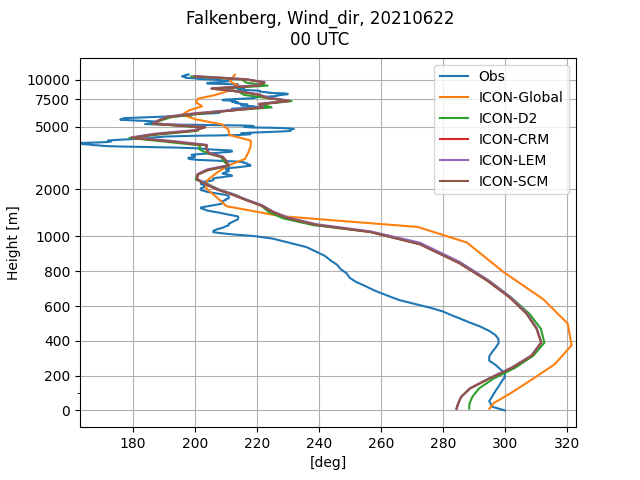 Falkenberg, Wind_dir, 20210622
00 UTC
Height [m]
10000
7500
5000
2000
1000
800
600
400
200
0
Obs
ICON-Global
ICON-D2
ICON-CRM
ICON-LEM
ICON-SCM
180 200 220 240 260 280 300 320
[deg]